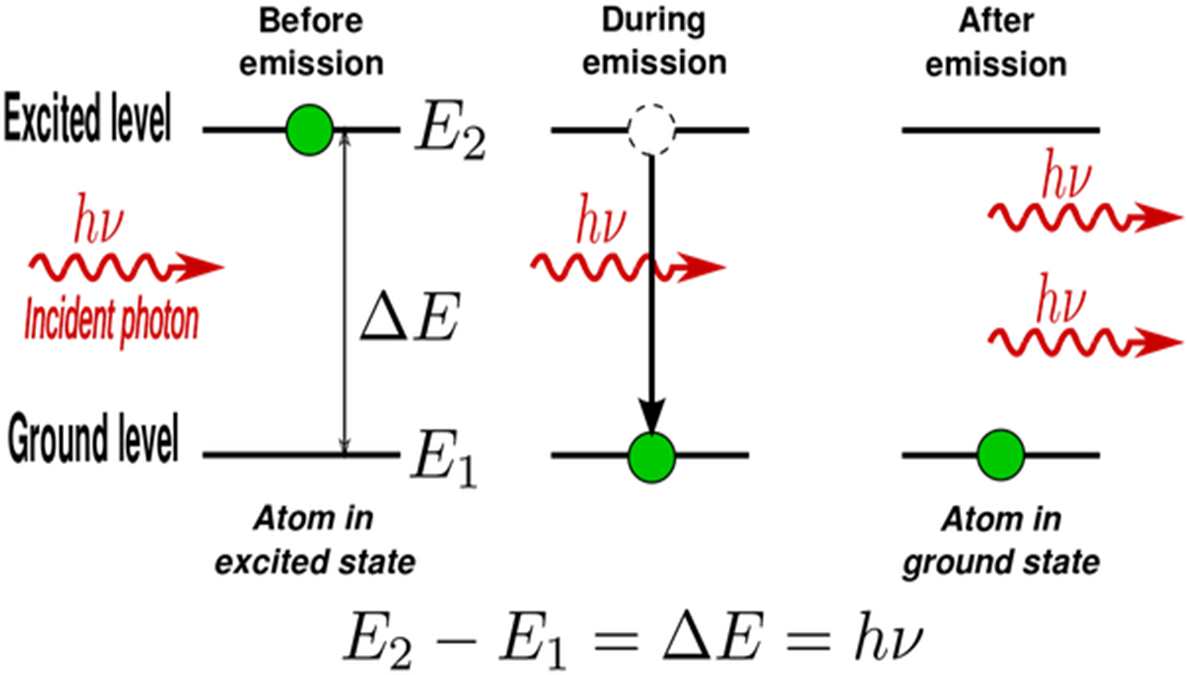 Before
emission
During
emission
After
emission
Excited level
E₂
hν
Incident photon
ΔE
hν
hν
hν
Ground level
E₁
Atom in
excited state
Atom in
ground state
E₂ − E₁ = ΔE = hν